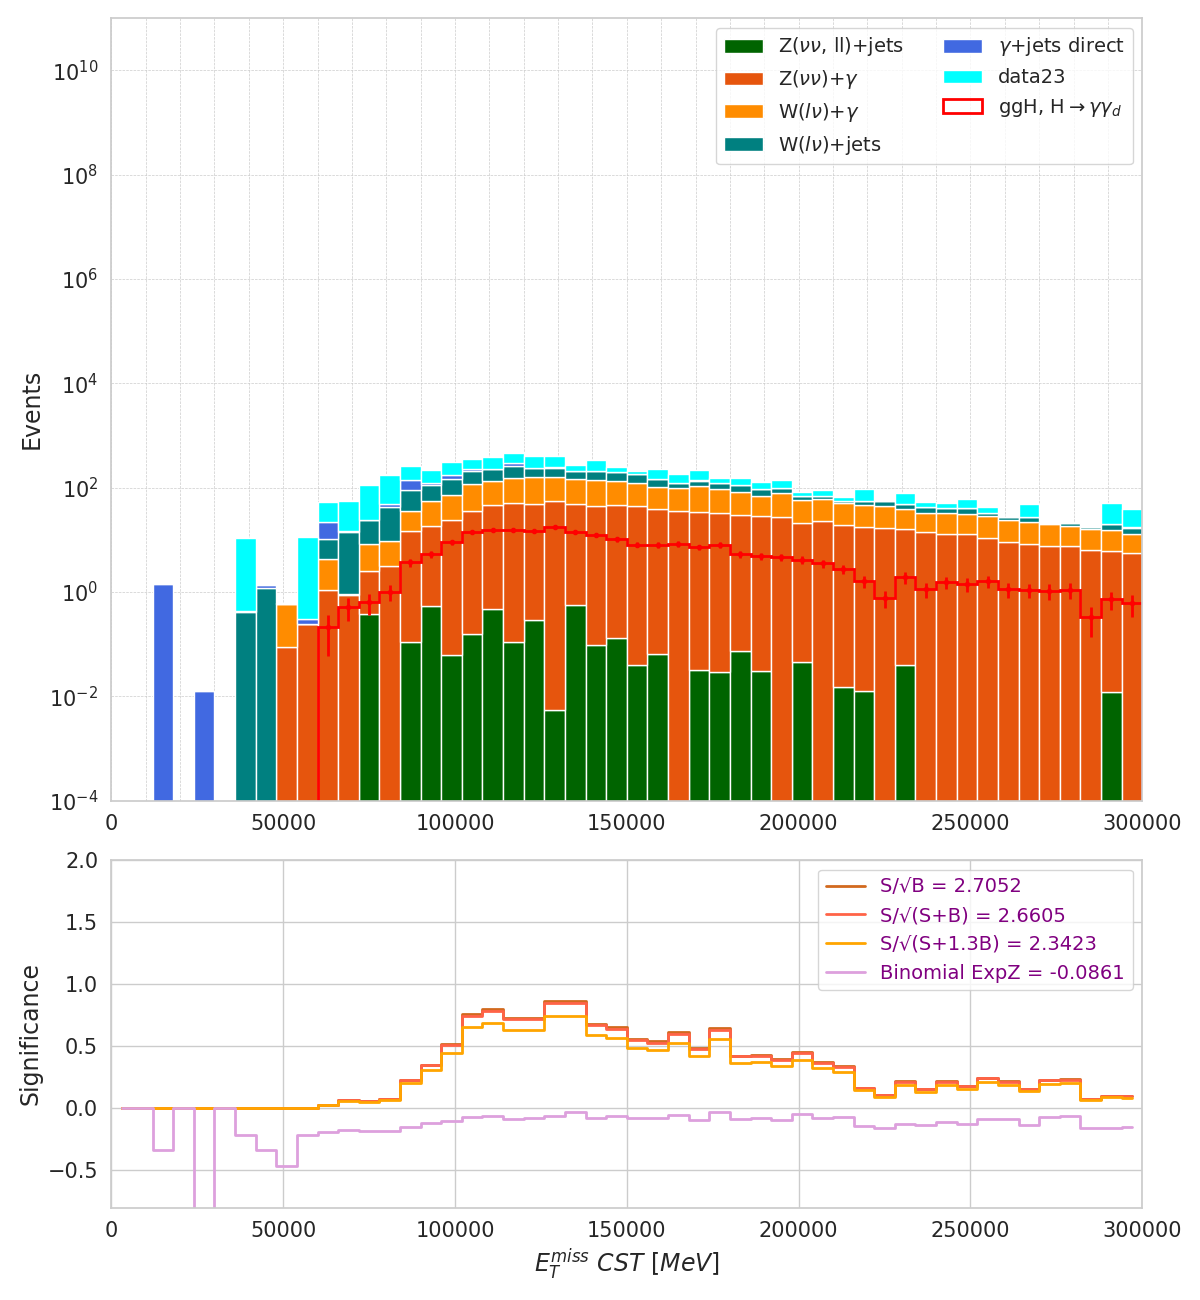 Z(νν, ll)+jets
Z(νν)+γ
W(lν)+γ
W(lν)+jets
γ+jets direct
data23
ggH, H→γγ_d
Events
10^10
10^8
10^6
10^4
10^2
10^0
10^−2
10^−4
0 50000 100000 150000 200000 250000 300000
S/√B = 2.7052
S/√(S+B) = 2.6605
S/√(S+1.3B) = 2.3423
Binomial ExpZ = -0.0861
Significance
2.0
1.5
1.0
0.5
0.0
−0.5
0 50000 100000 150000 200000 250000 300000
E_T^miss CST [MeV]